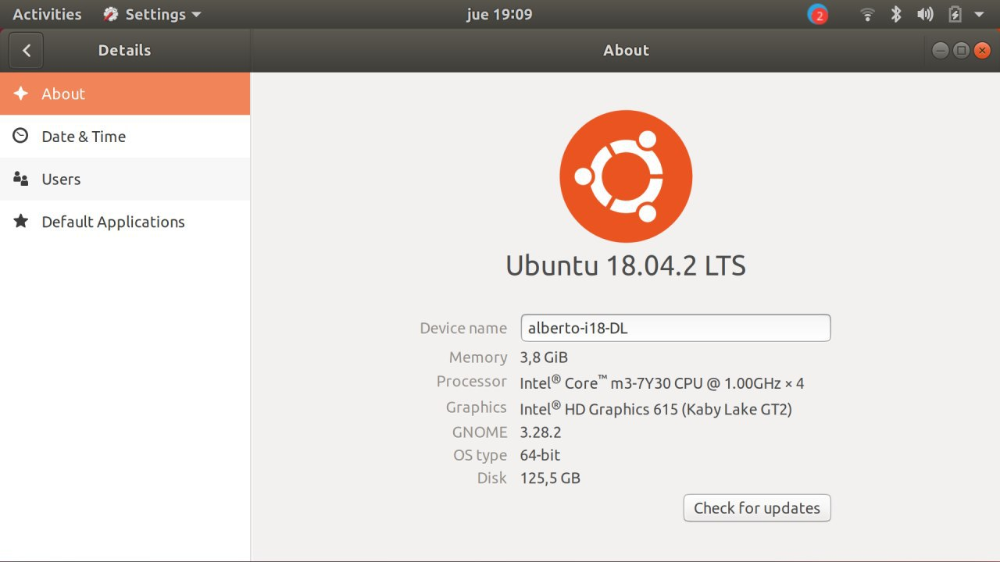 Activities Settings jue 19:09 2
Details About
About
Date & Time
Users
Default Applications
Ubuntu 18.04.2 LTS
Device name alberto-i18-DL
Memory 3,8 GiB
Processor Intel® Core™ m3-7Y30 CPU @ 1.00GHz × 4
Graphics Intel® HD Graphics 615 (Kaby Lake GT2)
GNOME 3.28.2
OS type 64-bit
Disk 125,5 GB
Check for updates